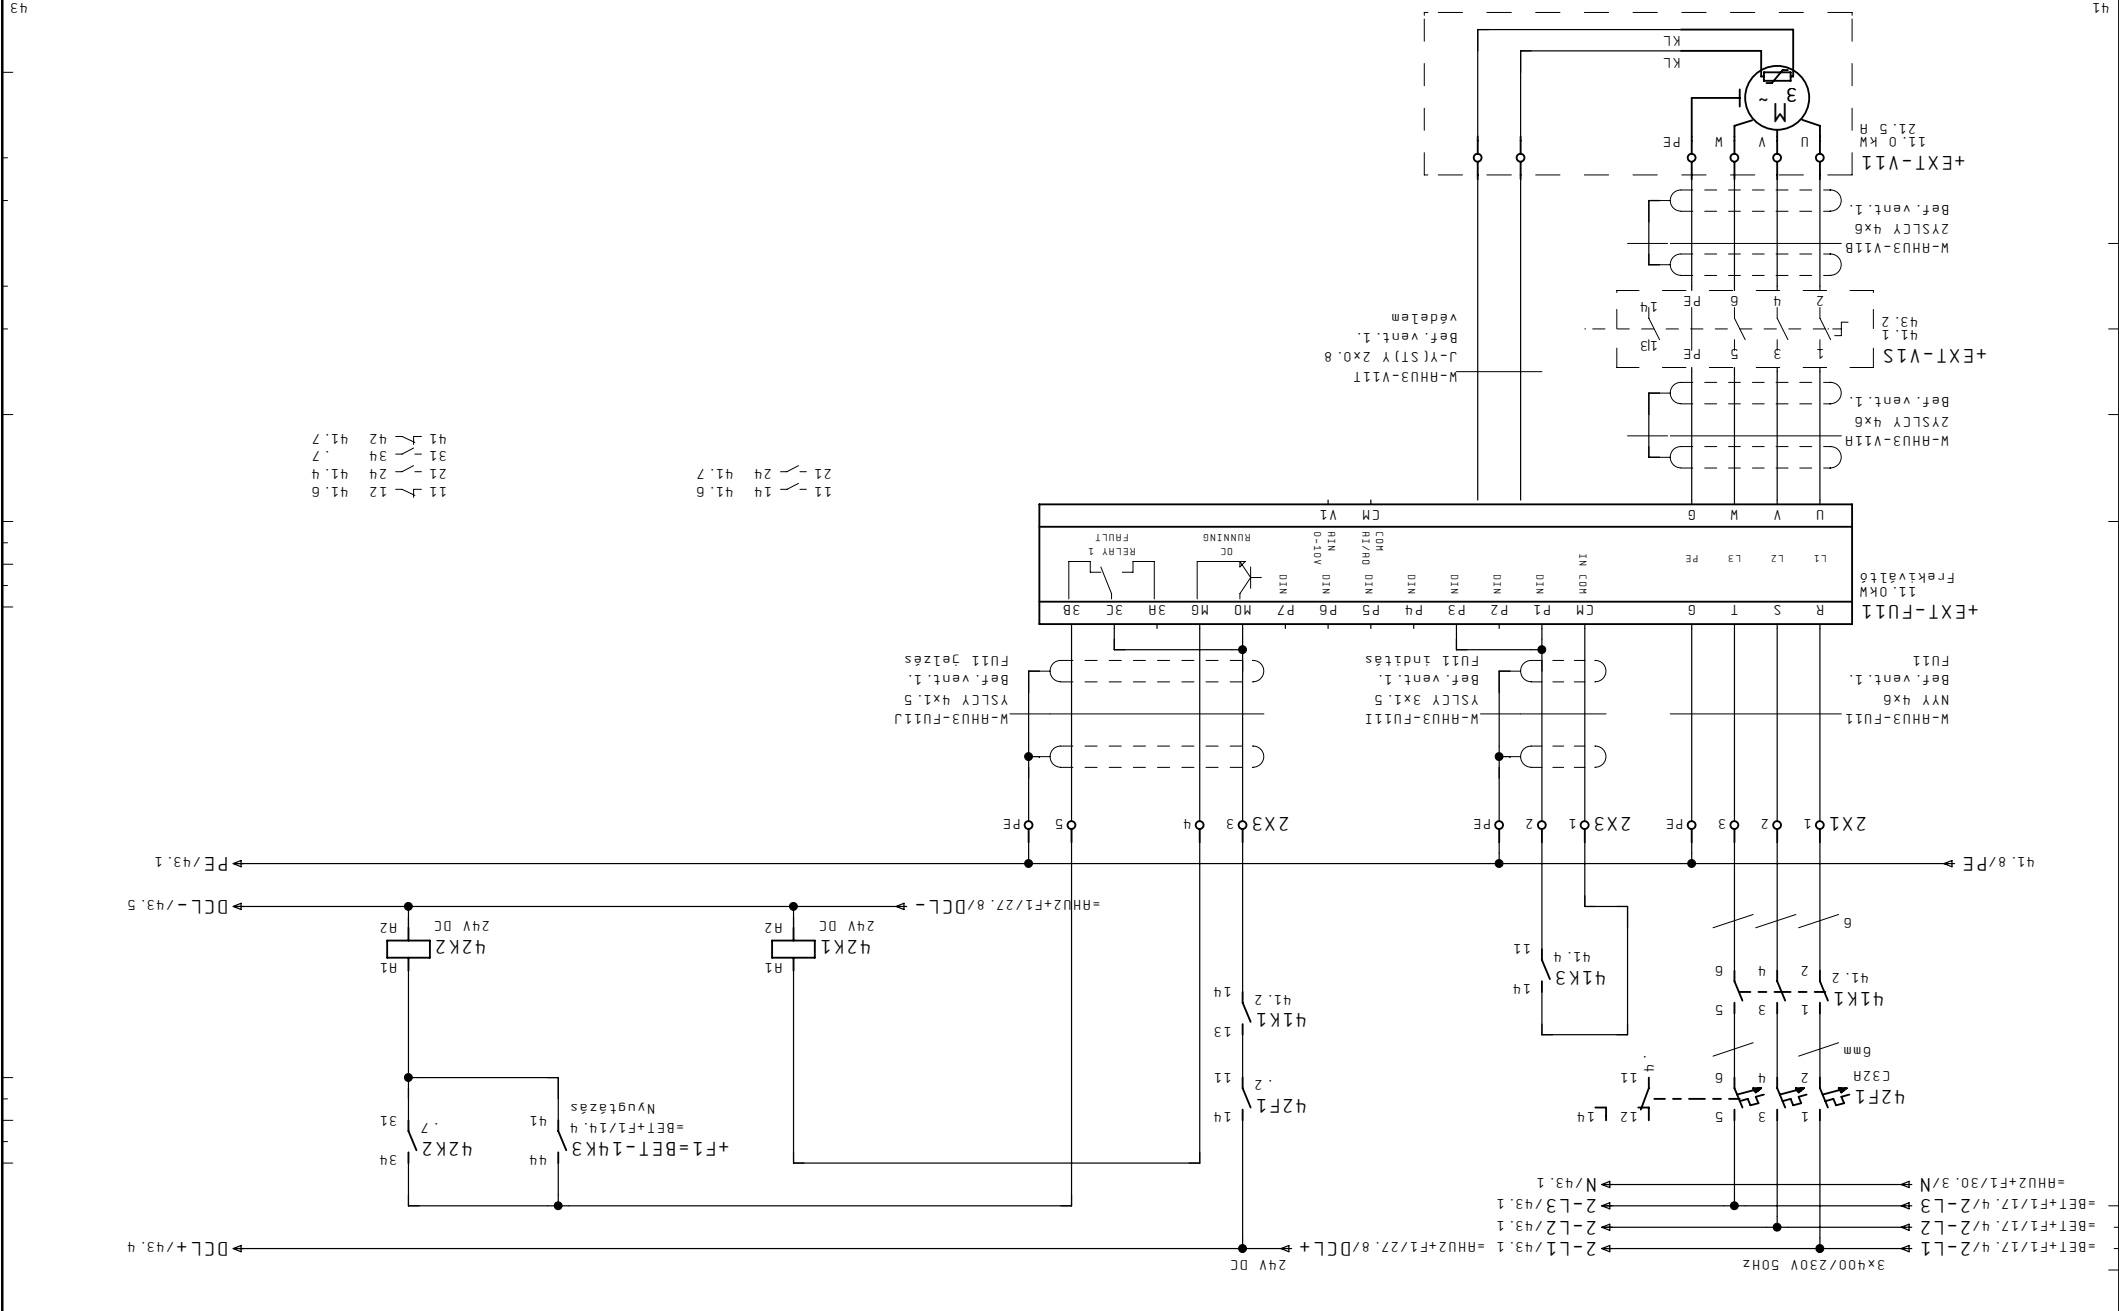 3x400/230V 50Hz
24V DC
=BET+F1/17.4/2-L1
2-L1/43.1
=AHU2+F1/27.8/DCL+
DCL+/43.4
=BET+F1/17.4/2-L2
2-L2/43.1
=BET+F1/17.4/2-L3
2-L3/43.1
=AHU2+F1/30.3/N
N/43.1
42F1
C32A
1 3 5
2 4 6
12 14
11
.4
6mm
42F1
.2
14
11
+F1=BET-14K3
=BET+F1/14.4
Nyugtázás
44
41
42K2
.7
34
31
41K1
41.2
1 3 5
2 4 6
6
41K3
41.4
14
11
41K1
41.2
13
14
42K1
24V DC
A1
A2
42K2
24V DC
A1
A2
=AHU2+F1/27.8/DCL-
DCL-/43.5
41.8/PE
PE/43.1
2X1 1 2 3 PE
2X3 1 2 PE
2X3 3 4 5 PE
W-AHU3-FU11
NYY 4x6
Bef.vent.1.
FU11
W-AHU3-FU11I
YSLCY 3x1.5
Bef.vent.1.
FU11 inditás
W-AHU3-FU11J
YSLCY 4x1.5
Bef.vent.1.
FU11 jelzés
+EXT-FU11
11.0kW
Frekiváltó
R S T G CM P1 P2 P3 P4 P5 P6 P7 MO MG 3A 3C 3B
L1 L2 L3 PE
IN COM
DIN DIN DIN DIN DIN DIN DIN
COM AI/AO
AIN 0-10V
OC
RUNNING
RELAY 1
FAULT
U V W G CM V1
11 14 41.6
21 24 41.7
11 12 41.6
21 24 41.4
31 34 .7
41 42 41.7
W-AHU3-V11A
2YSLCY 4x6
Bef.vent.1.
W-AHU3-V11T
J-Y(ST)Y 2x0.8
Bef.vent.1.
védelem
+EXT-V1S
41.1
43.2
1 3 5 PE 13
2 4 6 PE 14
W-AHU3-V11B
2YSLCY 4x6
Bef.vent.1.
+EXT-V11
11.0 kW
21.5 A
U V W PE
M
3 ~
KL
KL
41
43